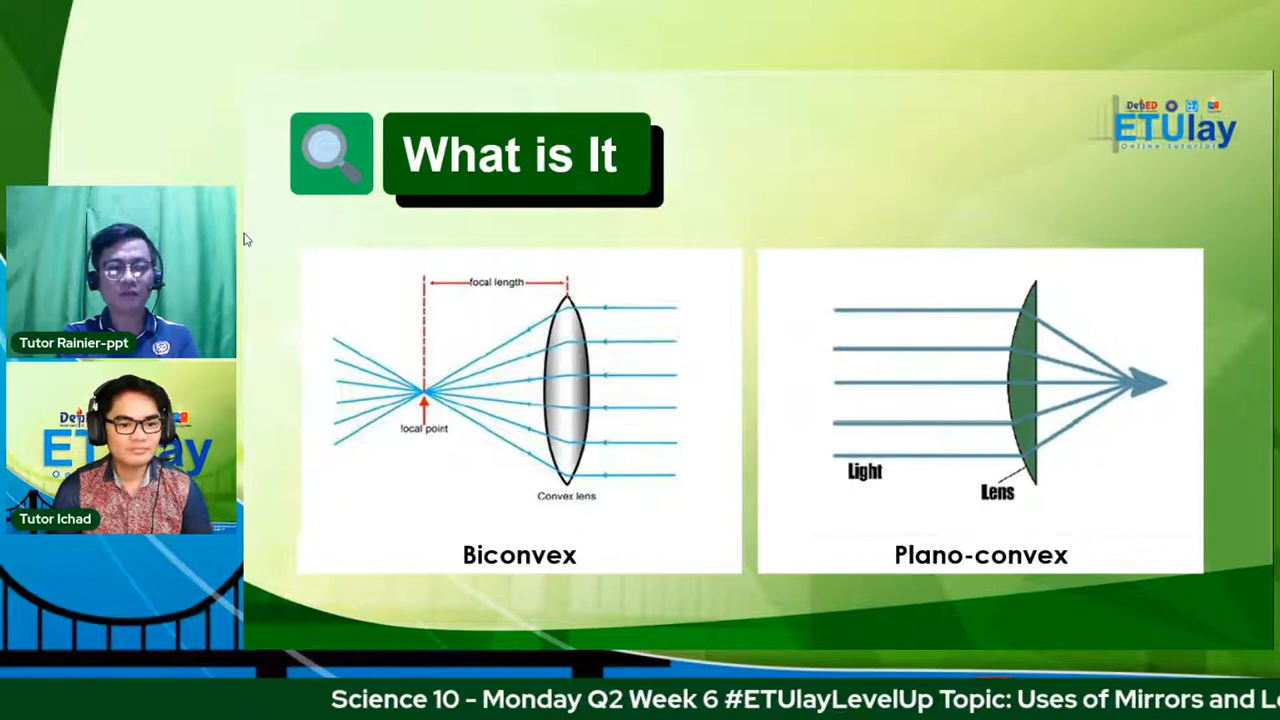 What is It
DepED
ETUlay
Online Tutorial
focal length
focal point
Convex lens
Biconvex
Light
Lens
Plano-convex
Tutor Rainier-ppt
Tutor Ichad
Science 10 - Monday Q2 Week 6 #ETUlayLevelUp Topic: Uses of Mirrors and L